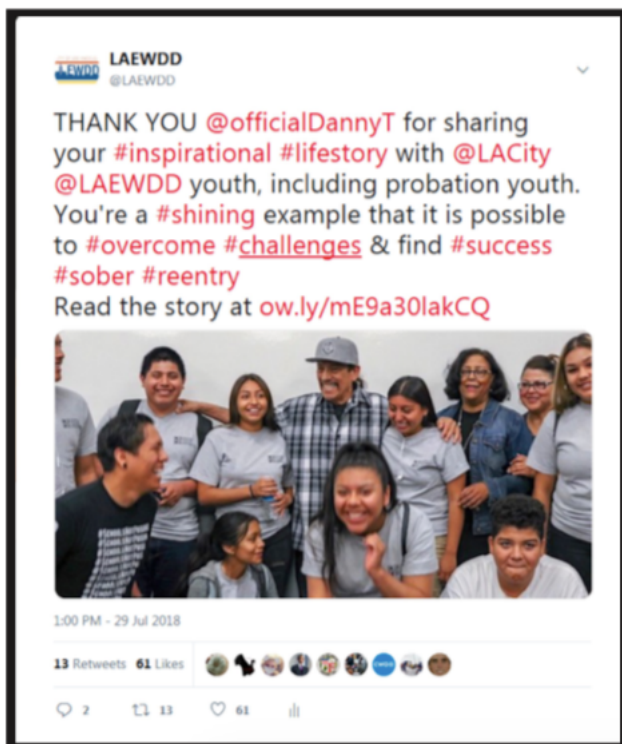 LAEWDD
LAEWDD
@LAEWDD
THANK YOU @officialDannyT for sharing
your #inspirational #lifestory with @LACity
@LAEWDD youth, including probation youth.
You're a #shining example that it is possible
to #overcome #challenges & find #success
#sober #reentry
Read the story at ow.ly/mE9a30lakCQ
1:00 PM - 29 Jul 2018
13 Retweets 61 Likes
2 13 61